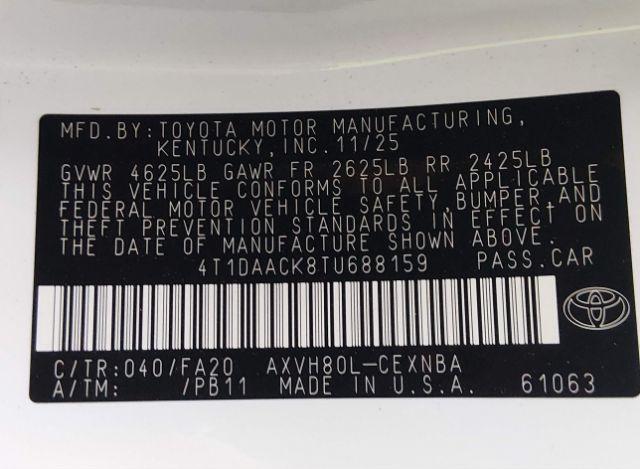 MFD. BY: TOYOTA MOTOR MANUFACTURING,
KENTUCKY, INC. 11/25
GVWR 4625LB GAWR FR 2625LB RR 2425LB
THIS VEHICLE CONFORMS TO ALL APPLICABLE
FEDERAL MOTOR VEHICLE SAFETY, BUMPER, AND
THEFT PREVENTION STANDARDS IN EFFECT ON
THE DATE OF MANUFACTURE SHOWN ABOVE.
4T1DAACK8TU688159 PASS. CAR
C/TR: 040/FA20 AXVH80L-CEXNBA
A/TM: /PB11 MADE IN U.S.A. 61063